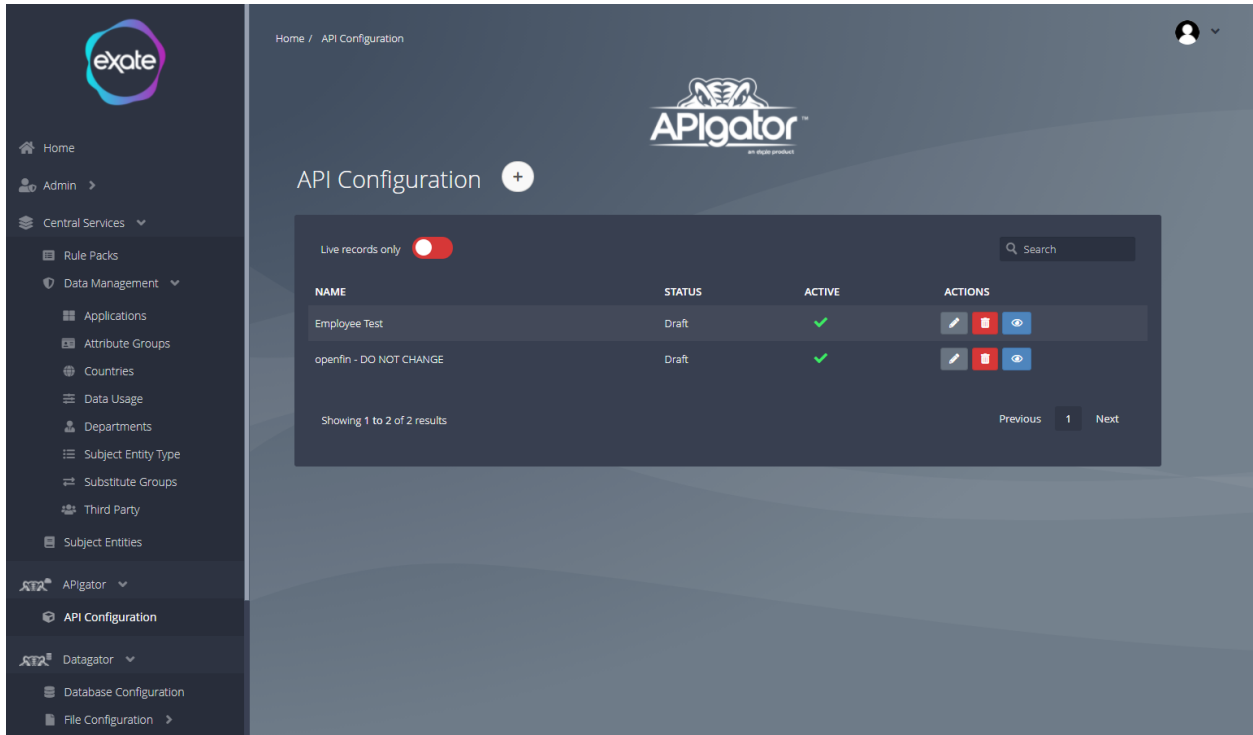 exate
Home
Admin
Central Services
Rule Packs
Data Management
Applications
Attribute Groups
Countries
Data Usage
Departments
Subject Entity Type
Substitute Groups
Third Party
Subject Entities
APIgator
API Configuration
Datagator
Database Configuration
File Configuration
Home / API Configuration
APIgator™
API Configuration +
Live records only
Search
NAME STATUS ACTIVE ACTIONS
Employee Test Draft
openfin - DO NOT CHANGE Draft
Showing 1 to 2 of 2 results
Previous 1 Next